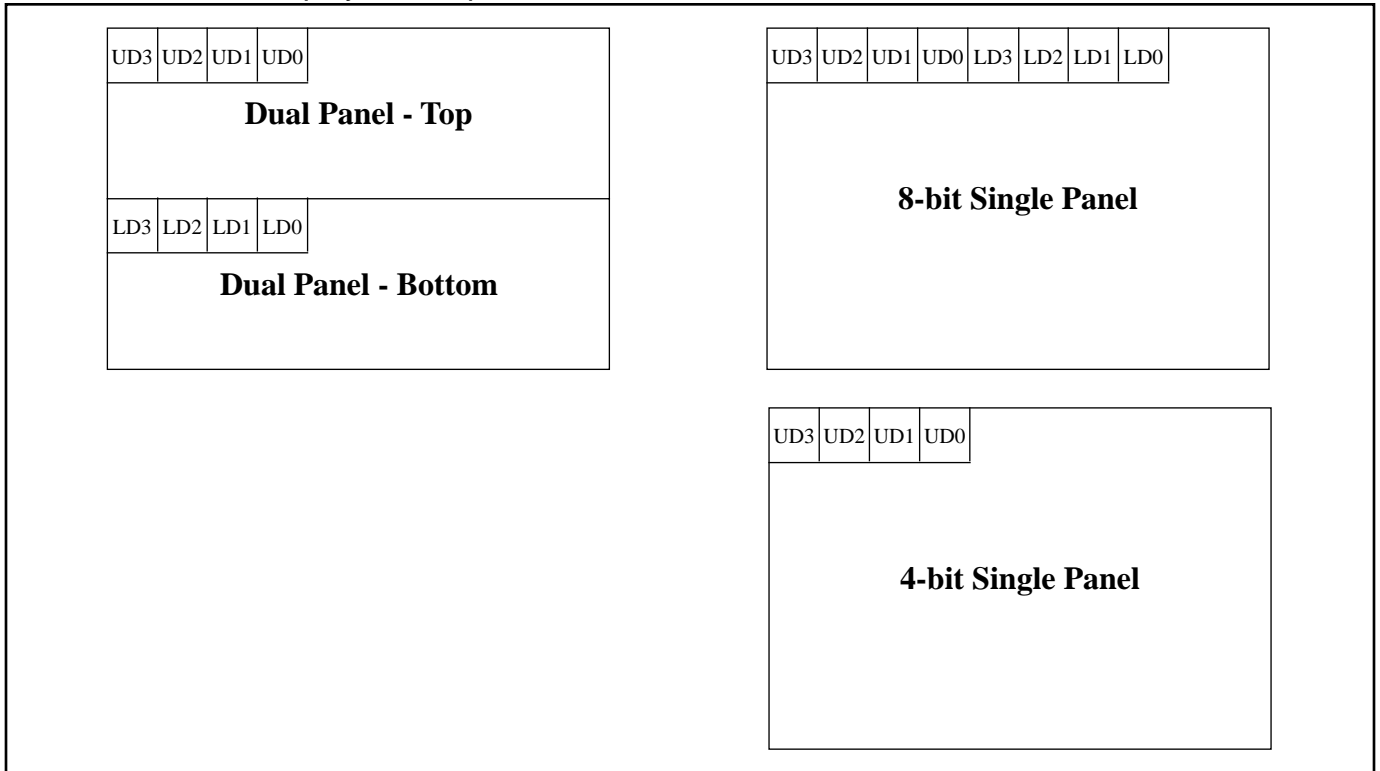 UD3 UD2 UD1 UD0
Dual Panel - Top
LD3 LD2 LD1 LD0
Dual Panel - Bottom
UD3 UD2 UD1 UD0 LD3 LD2 LD1 LD0
8-bit Single Panel
UD3 UD2 UD1 UD0
4-bit Single Panel